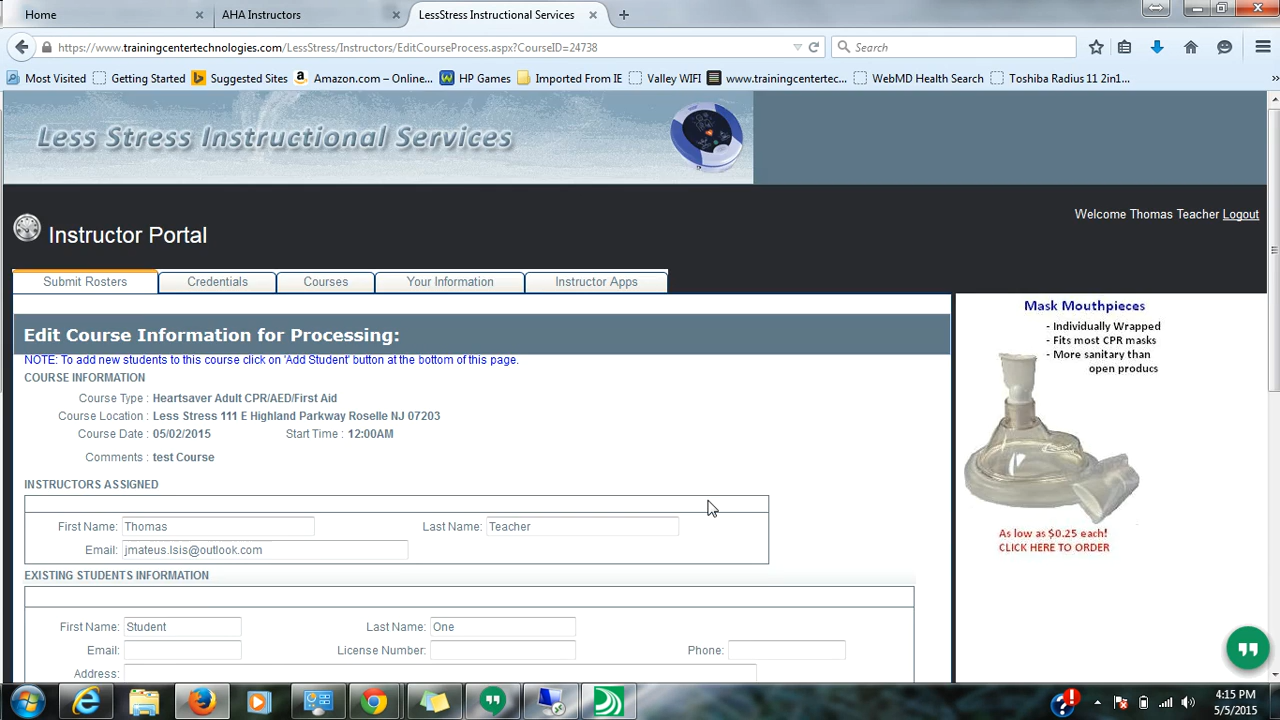 Home
AHA Instructors
LessStress Instructional Services
https://www.trainingcentertechnologies.com/LessStress/Instructors/EditCourseProcess.aspx?CourseID=24738
Search
Most Visited Getting Started Suggested Sites Amazon.com – Online... HP Games Imported From IE Valley WIFI www.trainingcentertec... WebMD Health Search Toshiba Radius 11 2in1...
Less Stress Instructional Services
Welcome Thomas Teacher Logout
Instructor Portal
Submit Rosters Credentials Courses Your Information Instructor Apps
Edit Course Information for Processing:
NOTE: To add new students to this course click on 'Add Student' button at the bottom of this page.
COURSE INFORMATION
Course Type : Heartsaver Adult CPR/AED/First Aid
Course Location : Less Stress 111 E Highland Parkway Roselle NJ 07203
Course Date : 05/02/2015 Start Time : 12:00AM
Comments : test Course
INSTRUCTORS ASSIGNED
First Name: Thomas Last Name: Teacher
Email: jmateus.lsis@outlook.com
EXISTING STUDENTS INFORMATION
First Name: Student Last Name: One
Email: License Number: Phone:
Address:
Mask Mouthpieces
- Individually Wrapped
- Fits most CPR masks
- More sanitary than
open producs
As low as $0.25 each!
CLICK HERE TO ORDER
4:15 PM
5/5/2015